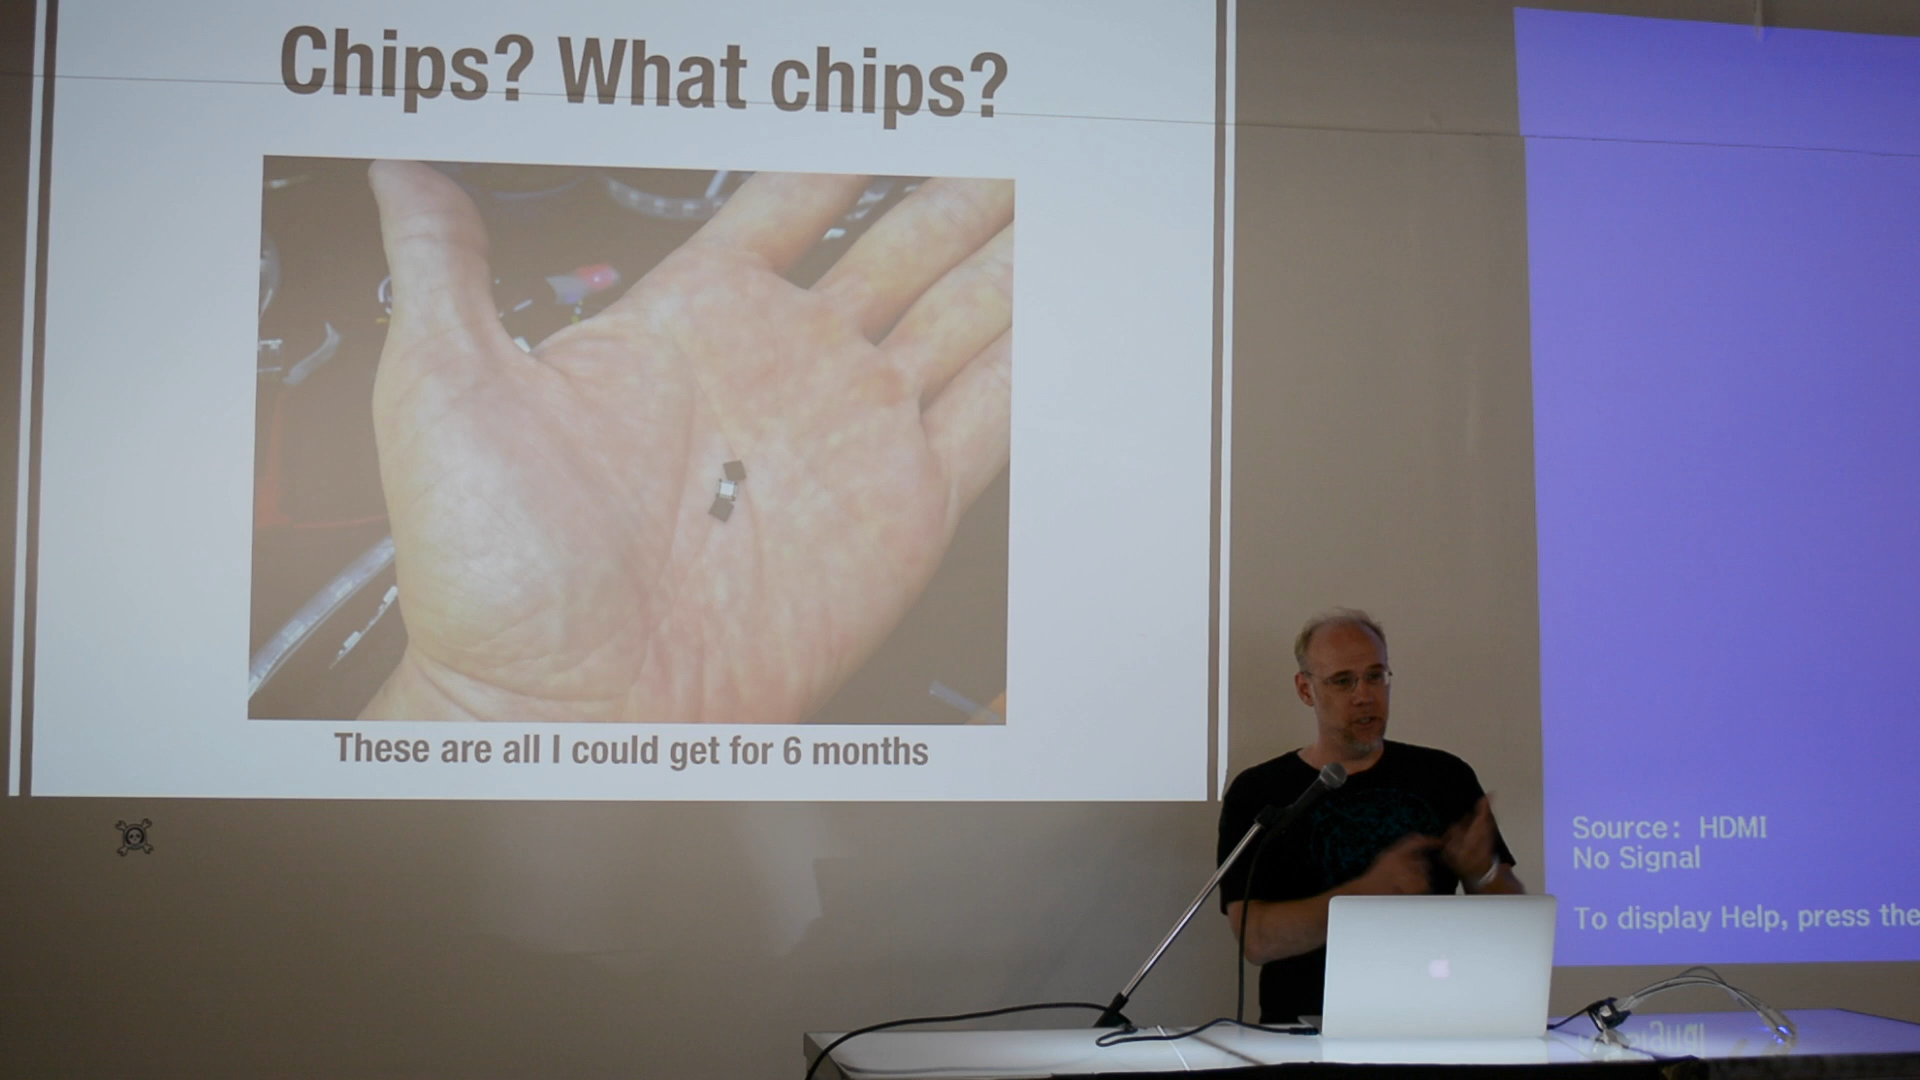 Chips? What chips?
These are all I could get for 6 months
Source: HDMI
No Signal
To display Help, press the